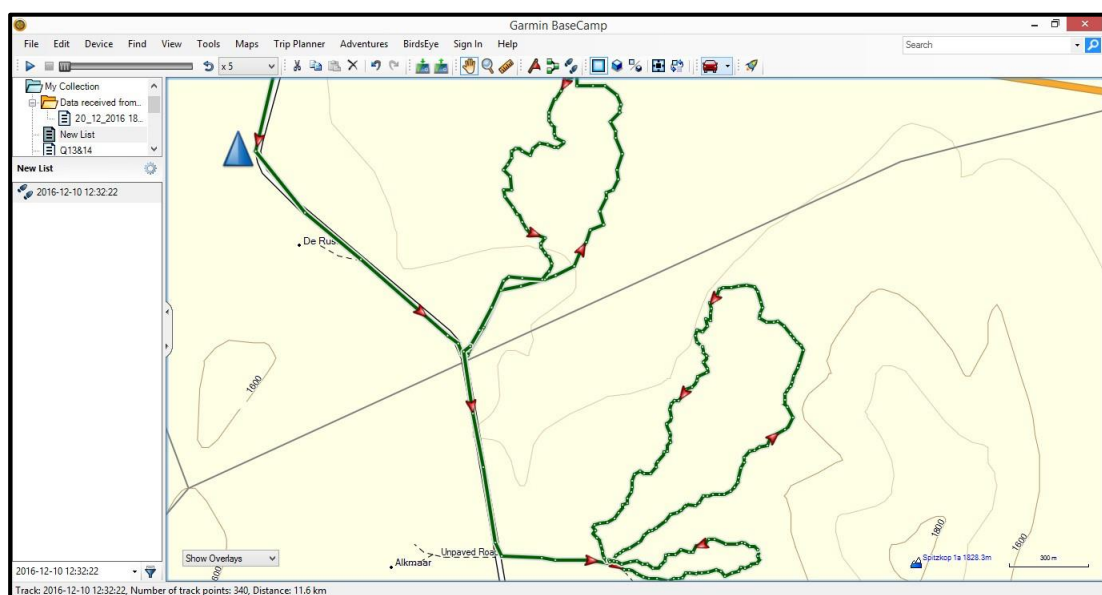 Garmin BaseCamp
File Edit Device Find View Tools Maps Trip Planner Adventures BirdsEye Sign In Help
Search
x 5
My Collection
Data received from..
20_12_2016 18..
New List
Q13&14
New List
2016-12-10 12:32:22
De Rus
1600
Unpaved Roa
Alkmaar
1800
1600
Spitzkop 1a 1828.3m
300 m
Show Overlays
2016-12-10 12:32:22
Track: 2016-12-10 12:32:22, Number of track points: 340, Distance: 11.6 km